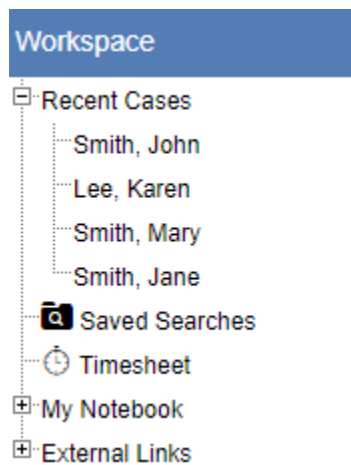 Workspace
Recent Cases
Smith, John
Lee, Karen
Smith, Mary
Smith, Jane
Saved Searches
Timesheet
My Notebook
External Links